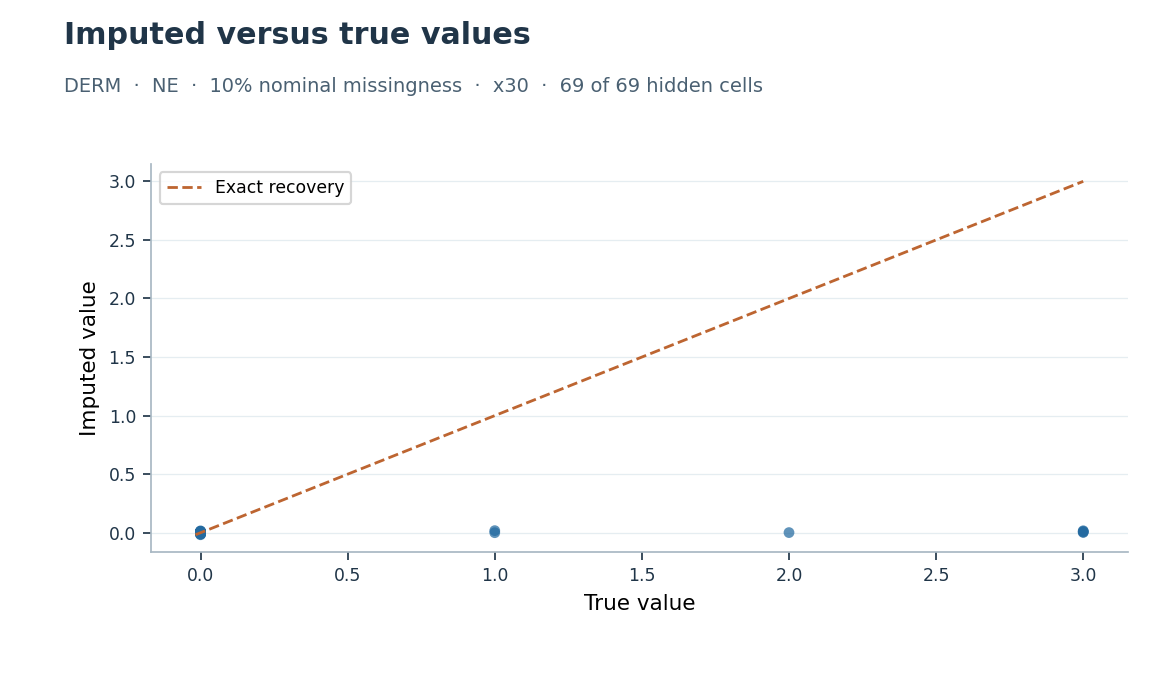 Imputed versus true values
DERM · NE · 10% nominal missingness · x30 · 69 of 69 hidden cells
Exact recovery
3.0
2.5
2.0
1.5
1.0
0.5
0.0
Imputed value
0.0 0.5 1.0 1.5 2.0 2.5 3.0
True value